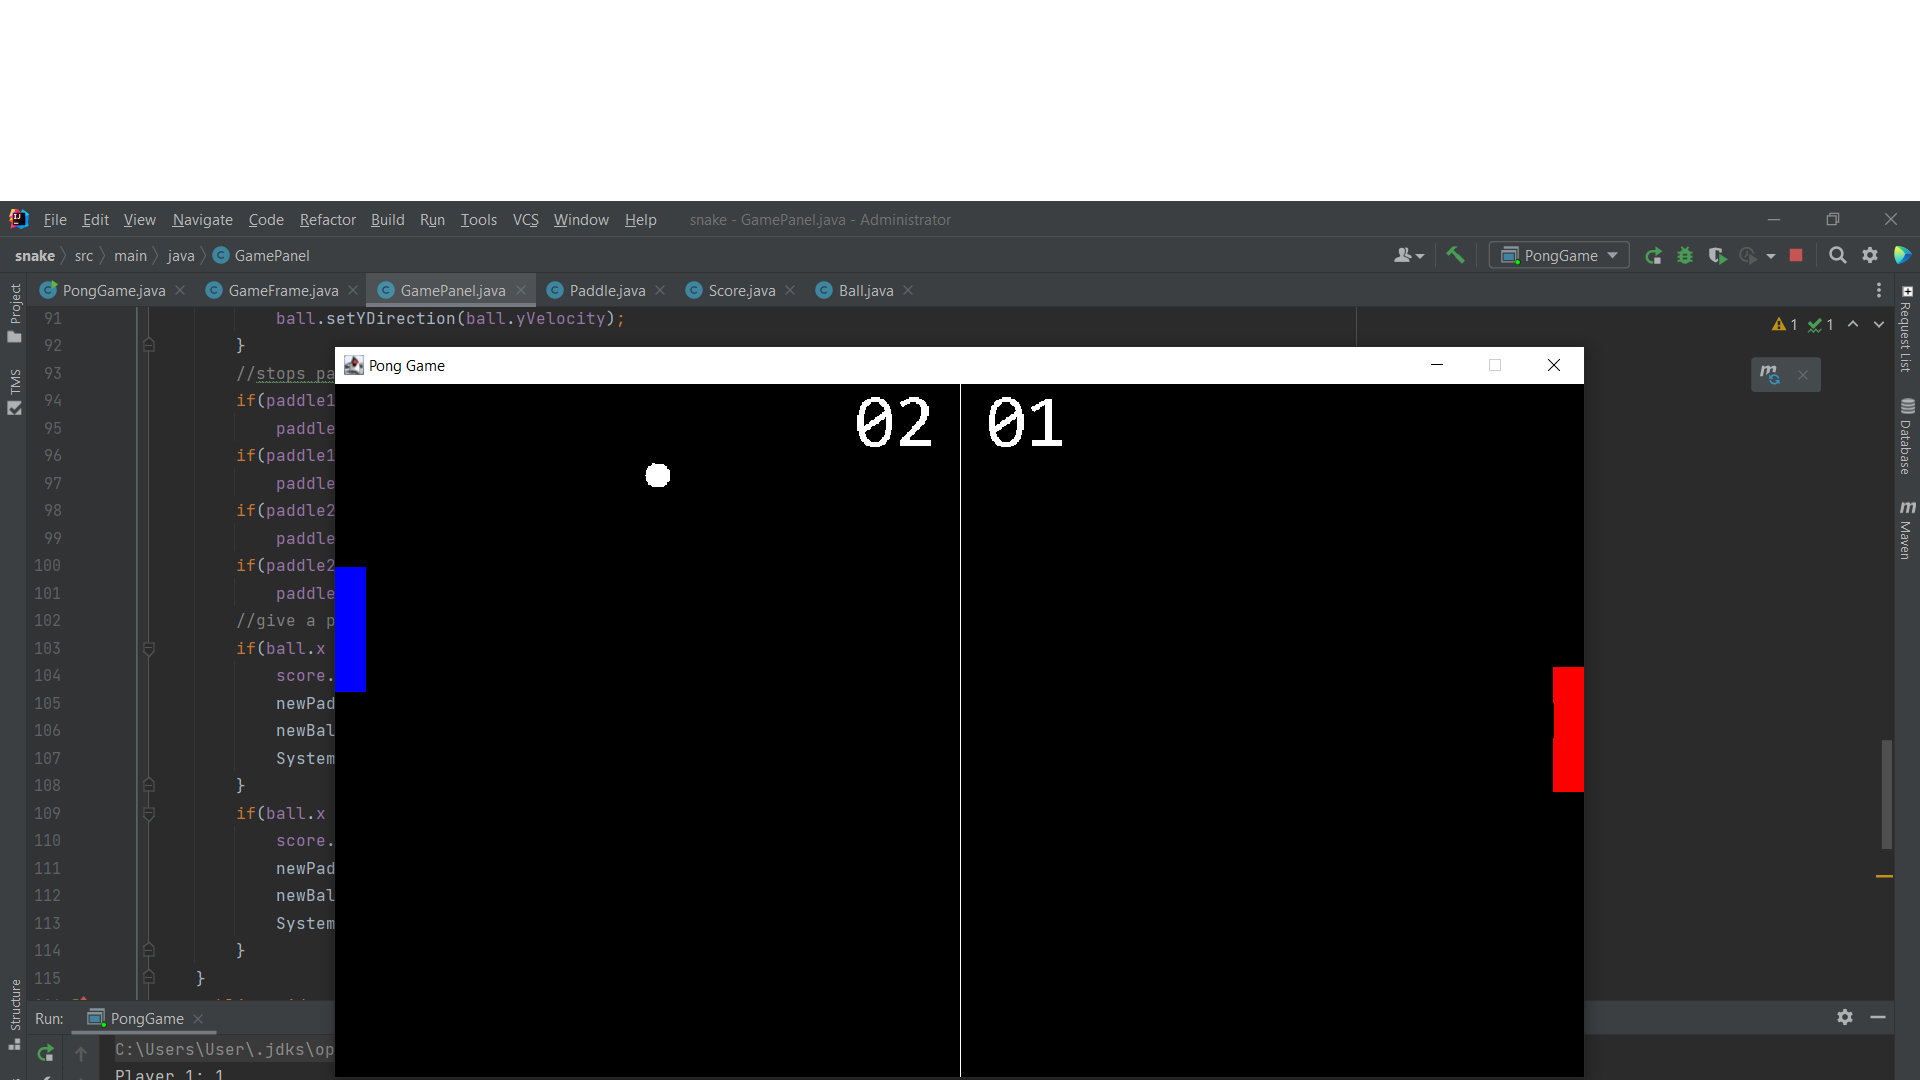 File Edit View Navigate Code Refactor Build Run Tools VCS Window Help snake - GamePanel.java - Administrator
snake src main java GamePanel PongGame
PongGame.java GameFrame.java GamePanel.java Paddle.java Score.java Ball.java
Project
TMS
Structure
91 ball.setYDirection(ball.yVelocity);
92 }
93 //stops pa
94 if(paddle1
95 paddle
96 if(paddle1
97 paddle
98 if(paddle2
99 paddle
100 if(paddle2
101 paddle
102 //give a p
103 if(ball.x
104 score.
105 newPad
106 newBal
107 System
108 }
109 if(ball.x
110 score.
111 newPad
112 newBal
113 System
114 }
115 }
1 1
Pong Game
02 01
Request List
Database
Maven
Run: PongGame
C:\Users\User\.jdks\op
Player 1: 1